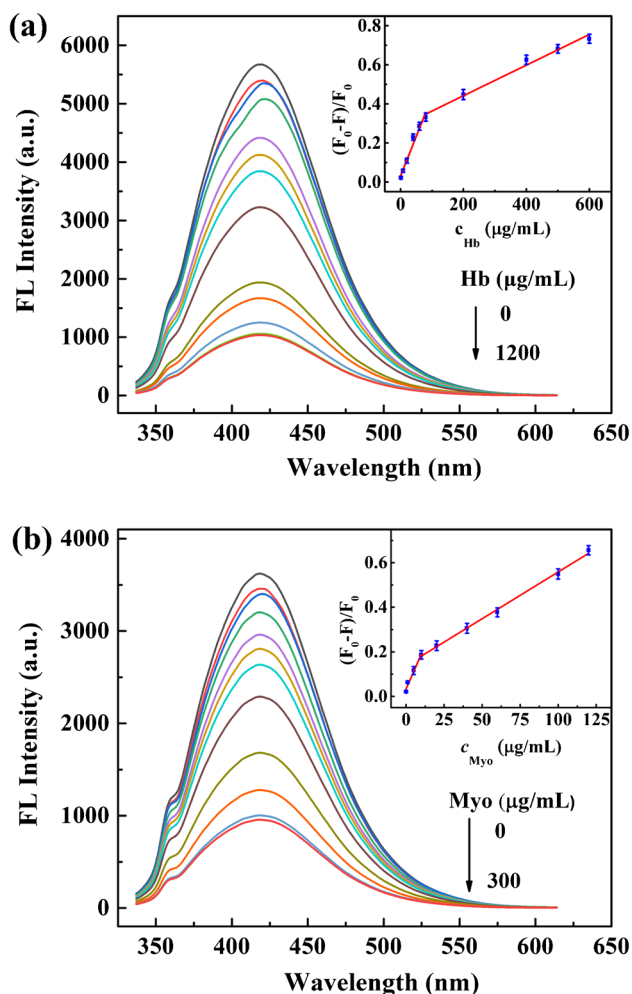 (a)
6000
5000
4000
3000
2000
1000
0
FL Intensity (a.u.)
350 400 450 500 550 600 650
Wavelength (nm)
0.8
0.6
0.4
0.2
0.0
(F0-F)/F0
0 200 400 600
cHb (μg/mL)
Hb (μg/mL)
0
1200
(b)
4000
3000
2000
1000
0
FL Intensity (a.u.)
350 400 450 500 550 600 650
Wavelength (nm)
0.6
0.4
0.2
0.0
(F0-F)/F0
0 25 50 75 100 125
cMyo (μg/mL)
Myo (μg/mL)
0
300